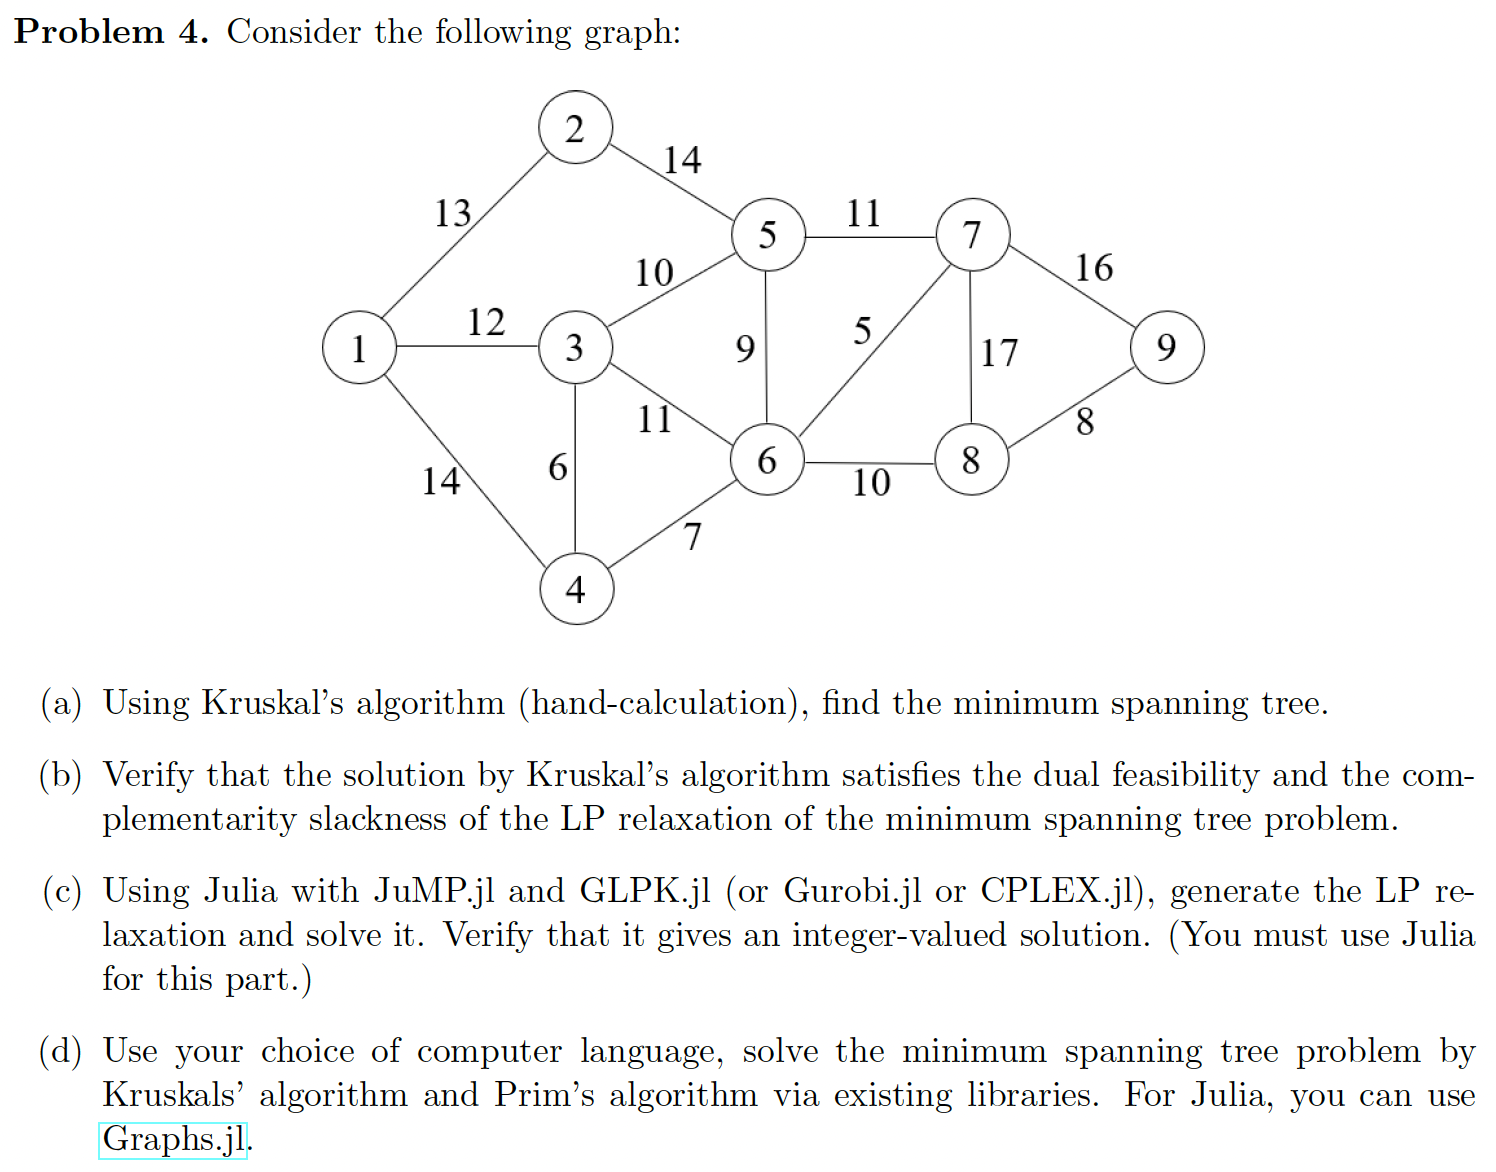 Problem 4. Consider the following graph:
2
14
13
5
11
7
10
16
12
1
3
9
5
17
9
11
8
6
6
10
8
14
7
4
(a) Using Kruskal’s algorithm (hand-calculation), find the minimum spanning tree.
(b) Verify that the solution by Kruskal’s algorithm satisfies the dual feasibility and the com-
plementarity slackness of the LP relaxation of the minimum spanning tree problem.
(c) Using Julia with JuMP.jl and GLPK.jl (or Gurobi.jl or CPLEX.jl), generate the LP re-
laxation and solve it. Verify that it gives an integer-valued solution. (You must use Julia
for this part.)
(d) Use your choice of computer language, solve the minimum spanning tree problem by
Kruskals’ algorithm and Prim’s algorithm via existing libraries. For Julia, you can use
Graphs.jl.